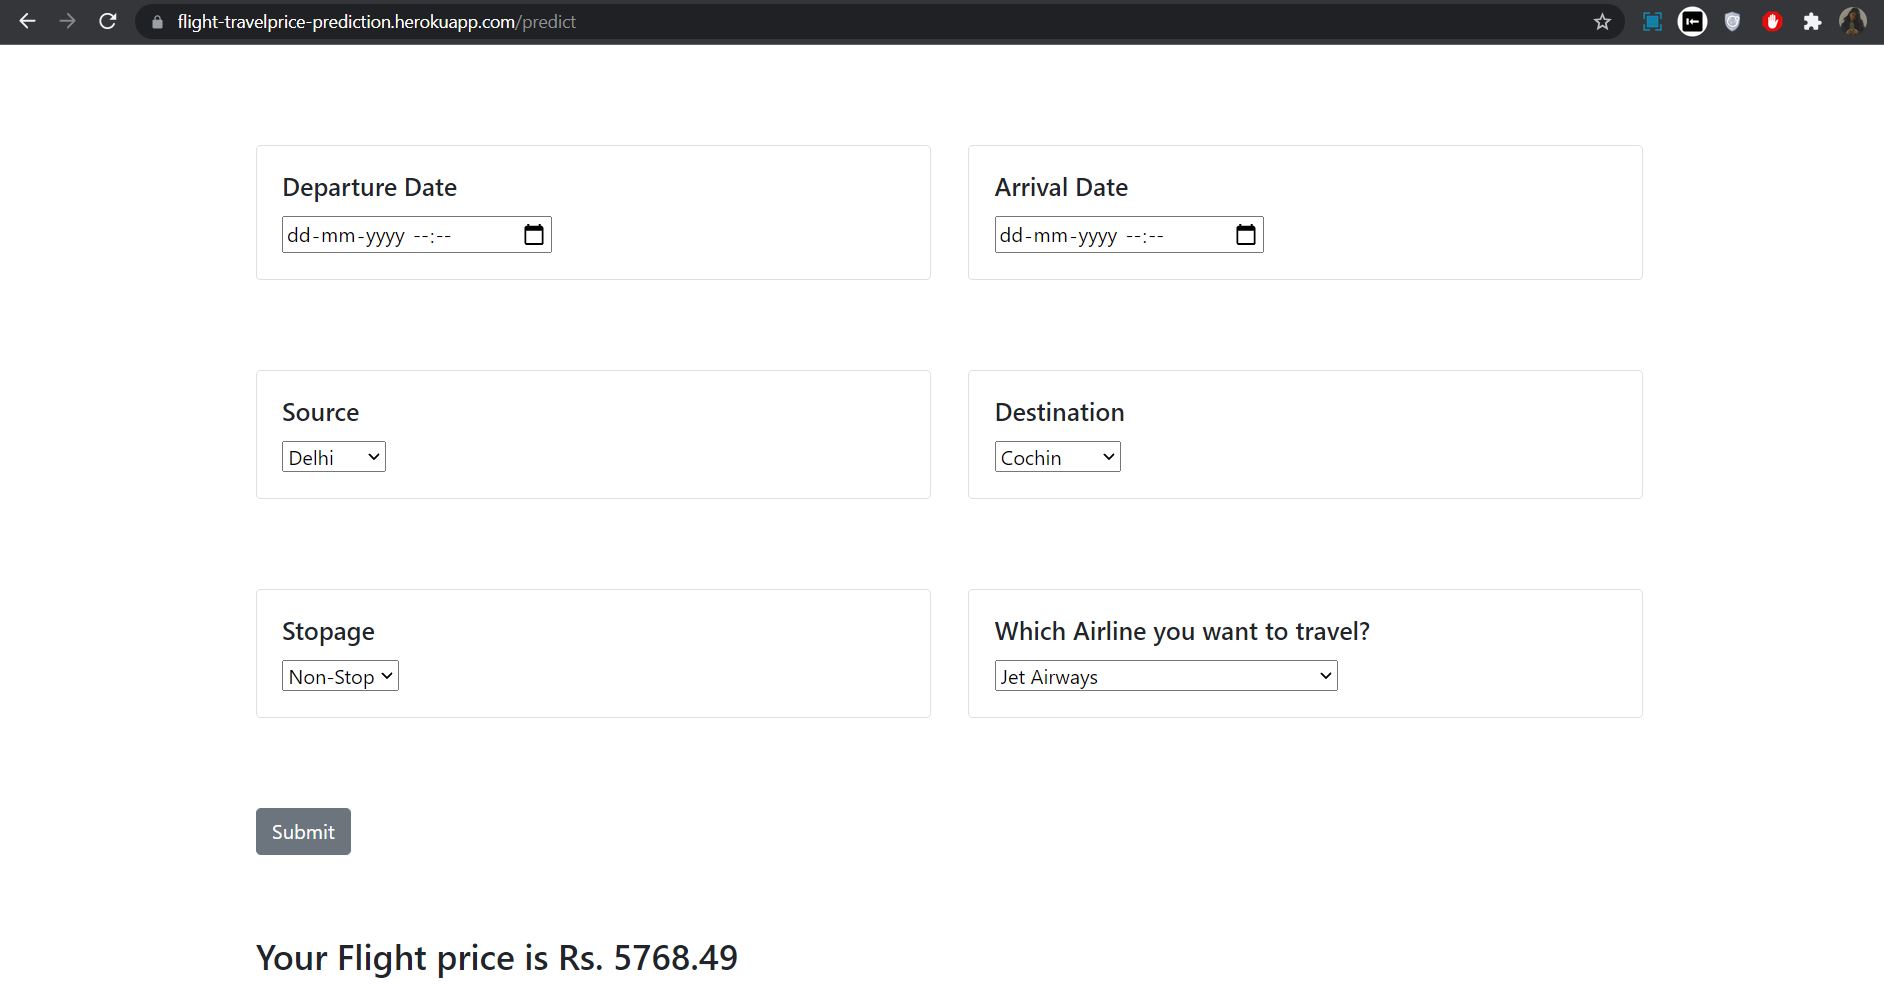 flight-travelprice-prediction.herokuapp.com/predict
Departure Date
Arrival Date
dd-mm-yyyy --:--
dd-mm-yyyy --:--
Source
Destination
Delhi
Cochin
Stopage
Which Airline you want to travel?
Non-Stop
Jet Airways
Submit
Your Flight price is Rs. 5768.49